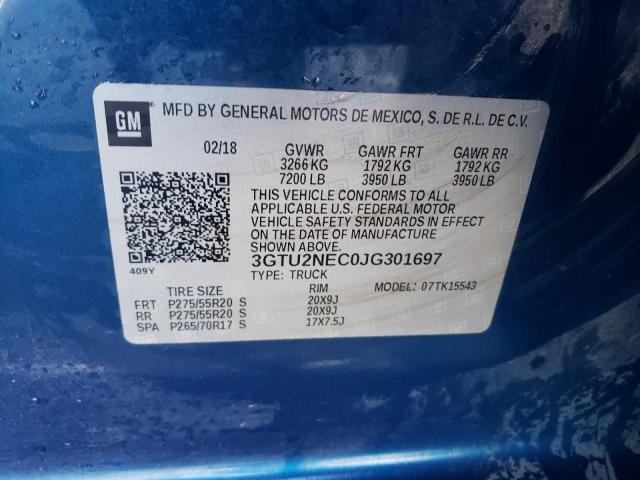 GM MFD BY GENERAL MOTORS DE MEXICO, S. DE R.L. DE C.V.
02/18 GVWR GAWR FRT GAWR RR
3266 KG 1792 KG 1792 KG
7200 LB 3950 LB 3950 LB
THIS VEHICLE CONFORMS TO ALL
APPLICABLE U.S. FEDERAL MOTOR
VEHICLE SAFETY STANDARDS IN EFFECT
ON THE DATE OF MANUFACTURE
SHOWN ABOVE.
3GTU2NEC0JG301697
409Y
TYPE: TRUCK
TIRE SIZE RIM 07TK15543
FRT P275/55R20 S 20X9J
RR P275/55R20 S 20X9J
SPA P265/70R17 S 17X7.5J